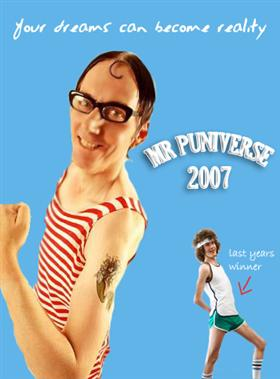 Your dreams can become reality
MR PUNIVERSE
2007
last years
winner